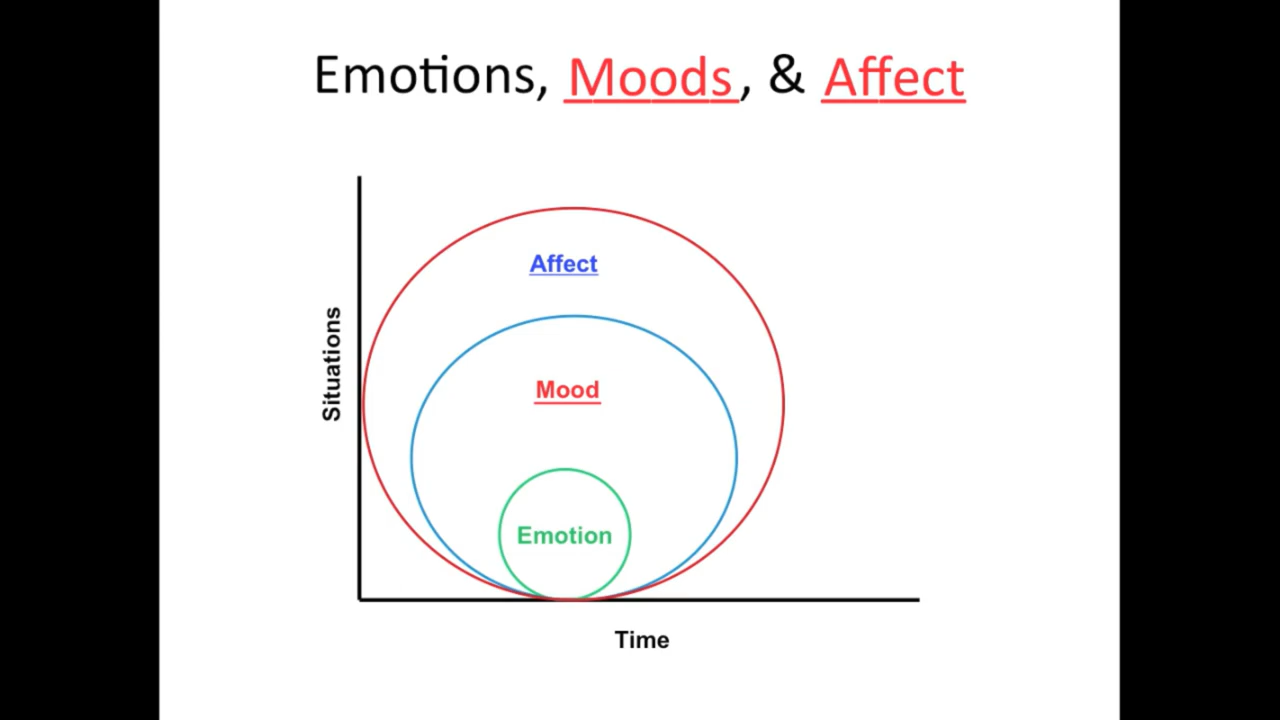 Emotions, Moods, & Affect
Affect
Situations
Mood
Emotion
Time